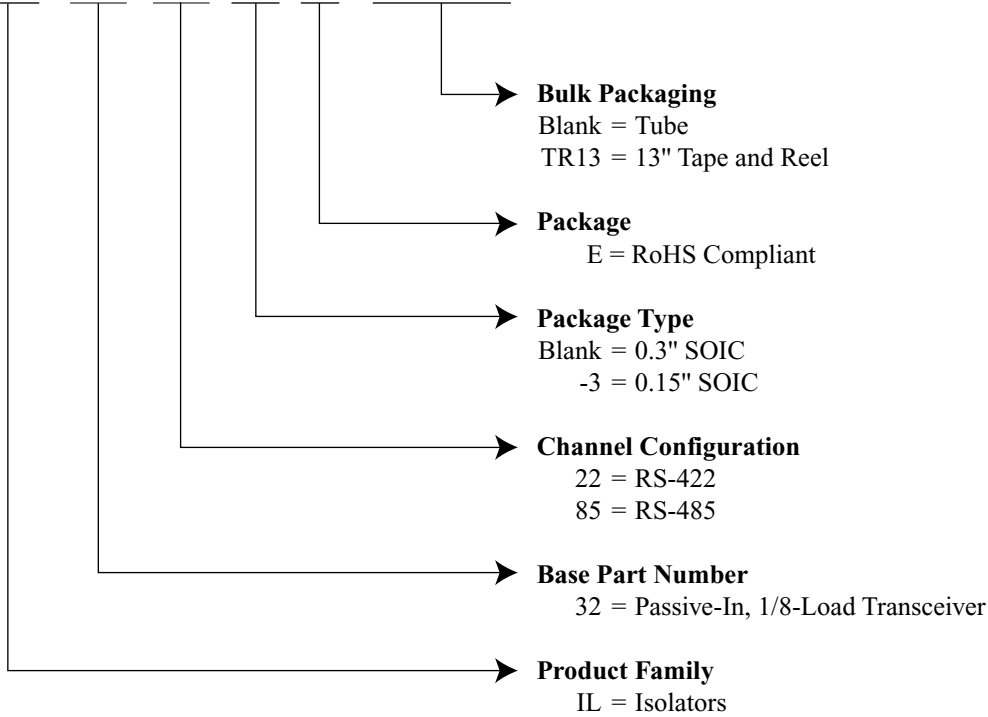 Bulk Packaging
Blank = Tube
TR13 = 13" Tape and Reel
Package
E = RoHS Compliant
Package Type
Blank = 0.3" SOIC
-3 = 0.15" SOIC
Channel Configuration
22 = RS-422
85 = RS-485
Base Part Number
32 = Passive-In, 1/8-Load Transceiver
Product Family
IL = Isolators